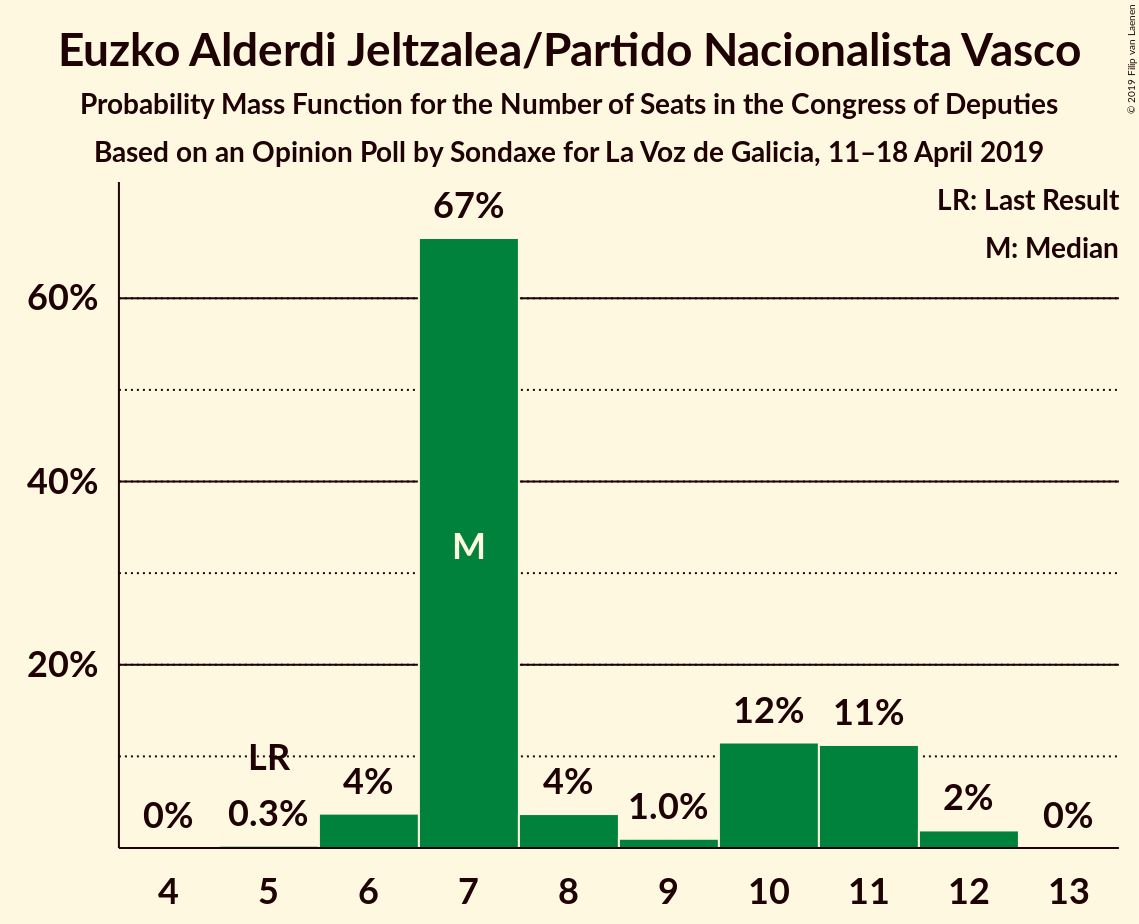 Euzko Alderdi Jeltzalea/Partido Nacionalista Vasco
Probability Mass Function for the Number of Seats in the Congress of Deputies
Based on an Opinion Poll by Sondaxe for La Voz de Galicia, 11–18 April 2019
© 2019 Filip van Laenen
LR: Last Result
M: Median
67%
60%
40%
M
20%
12%
11%
LR
4%
4%
2%
1.0%
0%
0.3%
0%
4 5 6 7 8 9 10 11 12 13